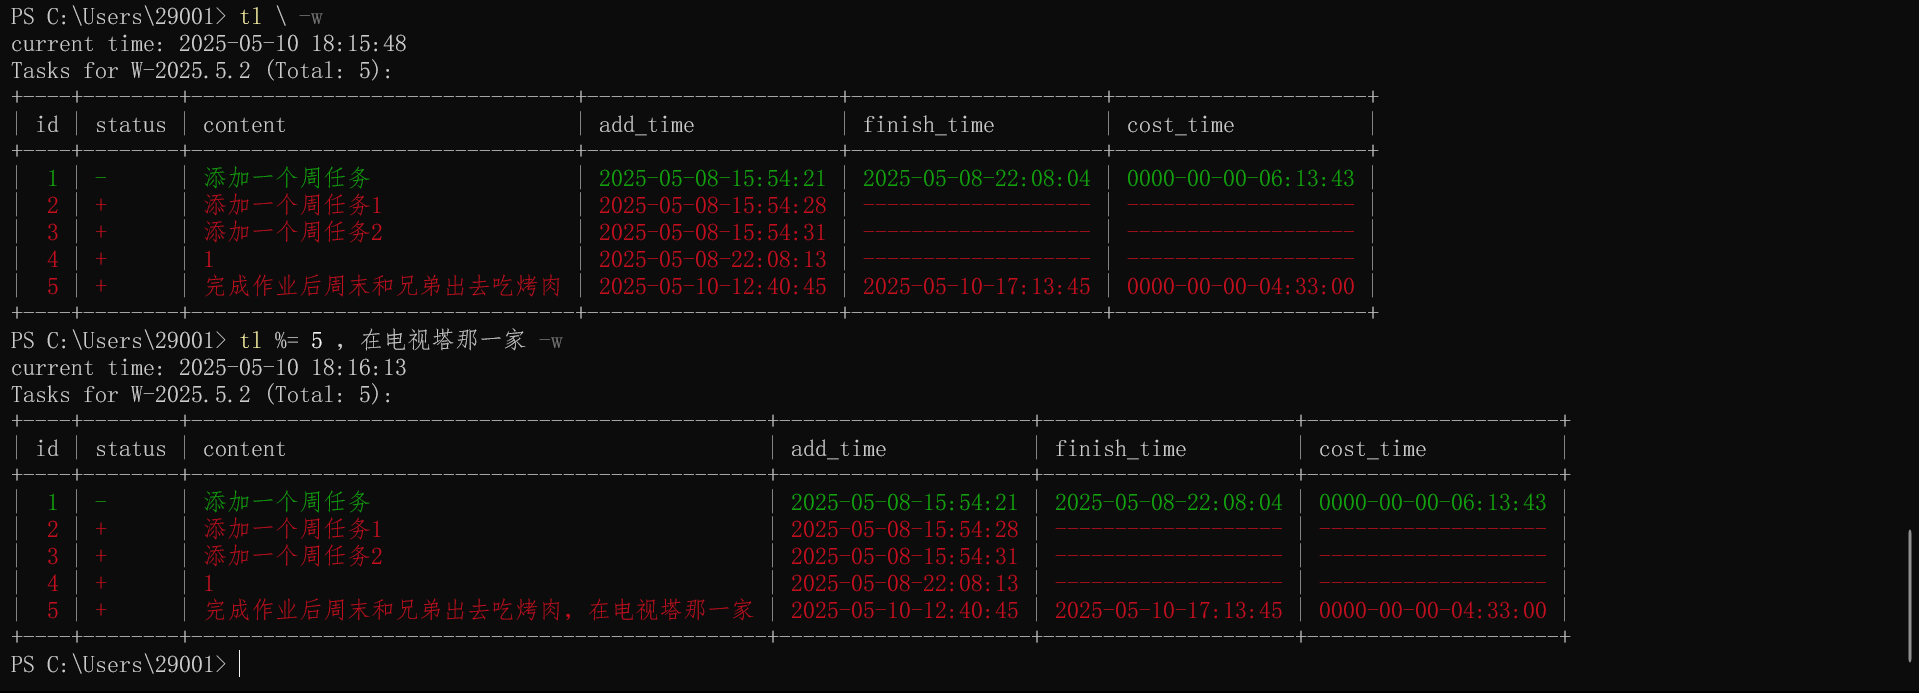 PS C:\Users\29001> tl \ -w
current time: 2025-05-10 18:15:48
Tasks for W-2025.5.2 (Total: 5):
+----+--------+--------------------------------+---------------------+---------------------+---------------------+
| id | status | content                        | add_time            | finish_time         | cost_time           |
+----+--------+--------------------------------+---------------------+---------------------+---------------------+
| 1 | - | 添加一个周任务 | 2025-05-08-15:54:21 | 2025-05-08-22:08:04 | 0000-00-00-06:13:43 |
| 2 | + | 添加一个周任务1 | 2025-05-08-15:54:28 | ------------------- | ------------------- |
| 3 | + | 添加一个周任务2 | 2025-05-08-15:54:31 | ------------------- | ------------------- |
| 4 | + | 1 | 2025-05-08-22:08:13 | ------------------- | ------------------- |
| 5 | + | 完成作业后周末和兄弟出去吃烤肉 | 2025-05-10-12:40:45 | 2025-05-10-17:13:45 | 0000-00-00-04:33:00 |
+----+--------+--------------------------------+---------------------+---------------------+---------------------+
PS C:\Users\29001> tl %= 5 ，在电视塔那一家 -w
current time: 2025-05-10 18:16:13
Tasks for W-2025.5.2 (Total: 5):
+----+--------+------------------------------------------------+---------------------+---------------------+---------------------+
| id | status | content | add_time | finish_time | cost_time |
+----+--------+------------------------------------------------+---------------------+---------------------+---------------------+
| 1 | - | 添加一个周任务 | 2025-05-08-15:54:21 | 2025-05-08-22:08:04 | 0000-00-00-06:13:43 |
| 2 | + | 添加一个周任务1 | 2025-05-08-15:54:28 | ------------------- | ------------------- |
| 3 | + | 添加一个周任务2 | 2025-05-08-15:54:31 | ------------------- | ------------------- |
| 4 | + | 1 | 2025-05-08-22:08:13 | ------------------- | ------------------- |
| 5 | + | 完成作业后周末和兄弟出去吃烤肉，在电视塔那一家 | 2025-05-10-12:40:45 | 2025-05-10-17:13:45 | 0000-00-00-04:33:00 |
+----+--------+------------------------------------------------+---------------------+---------------------+---------------------+
PS C:\Users\29001>